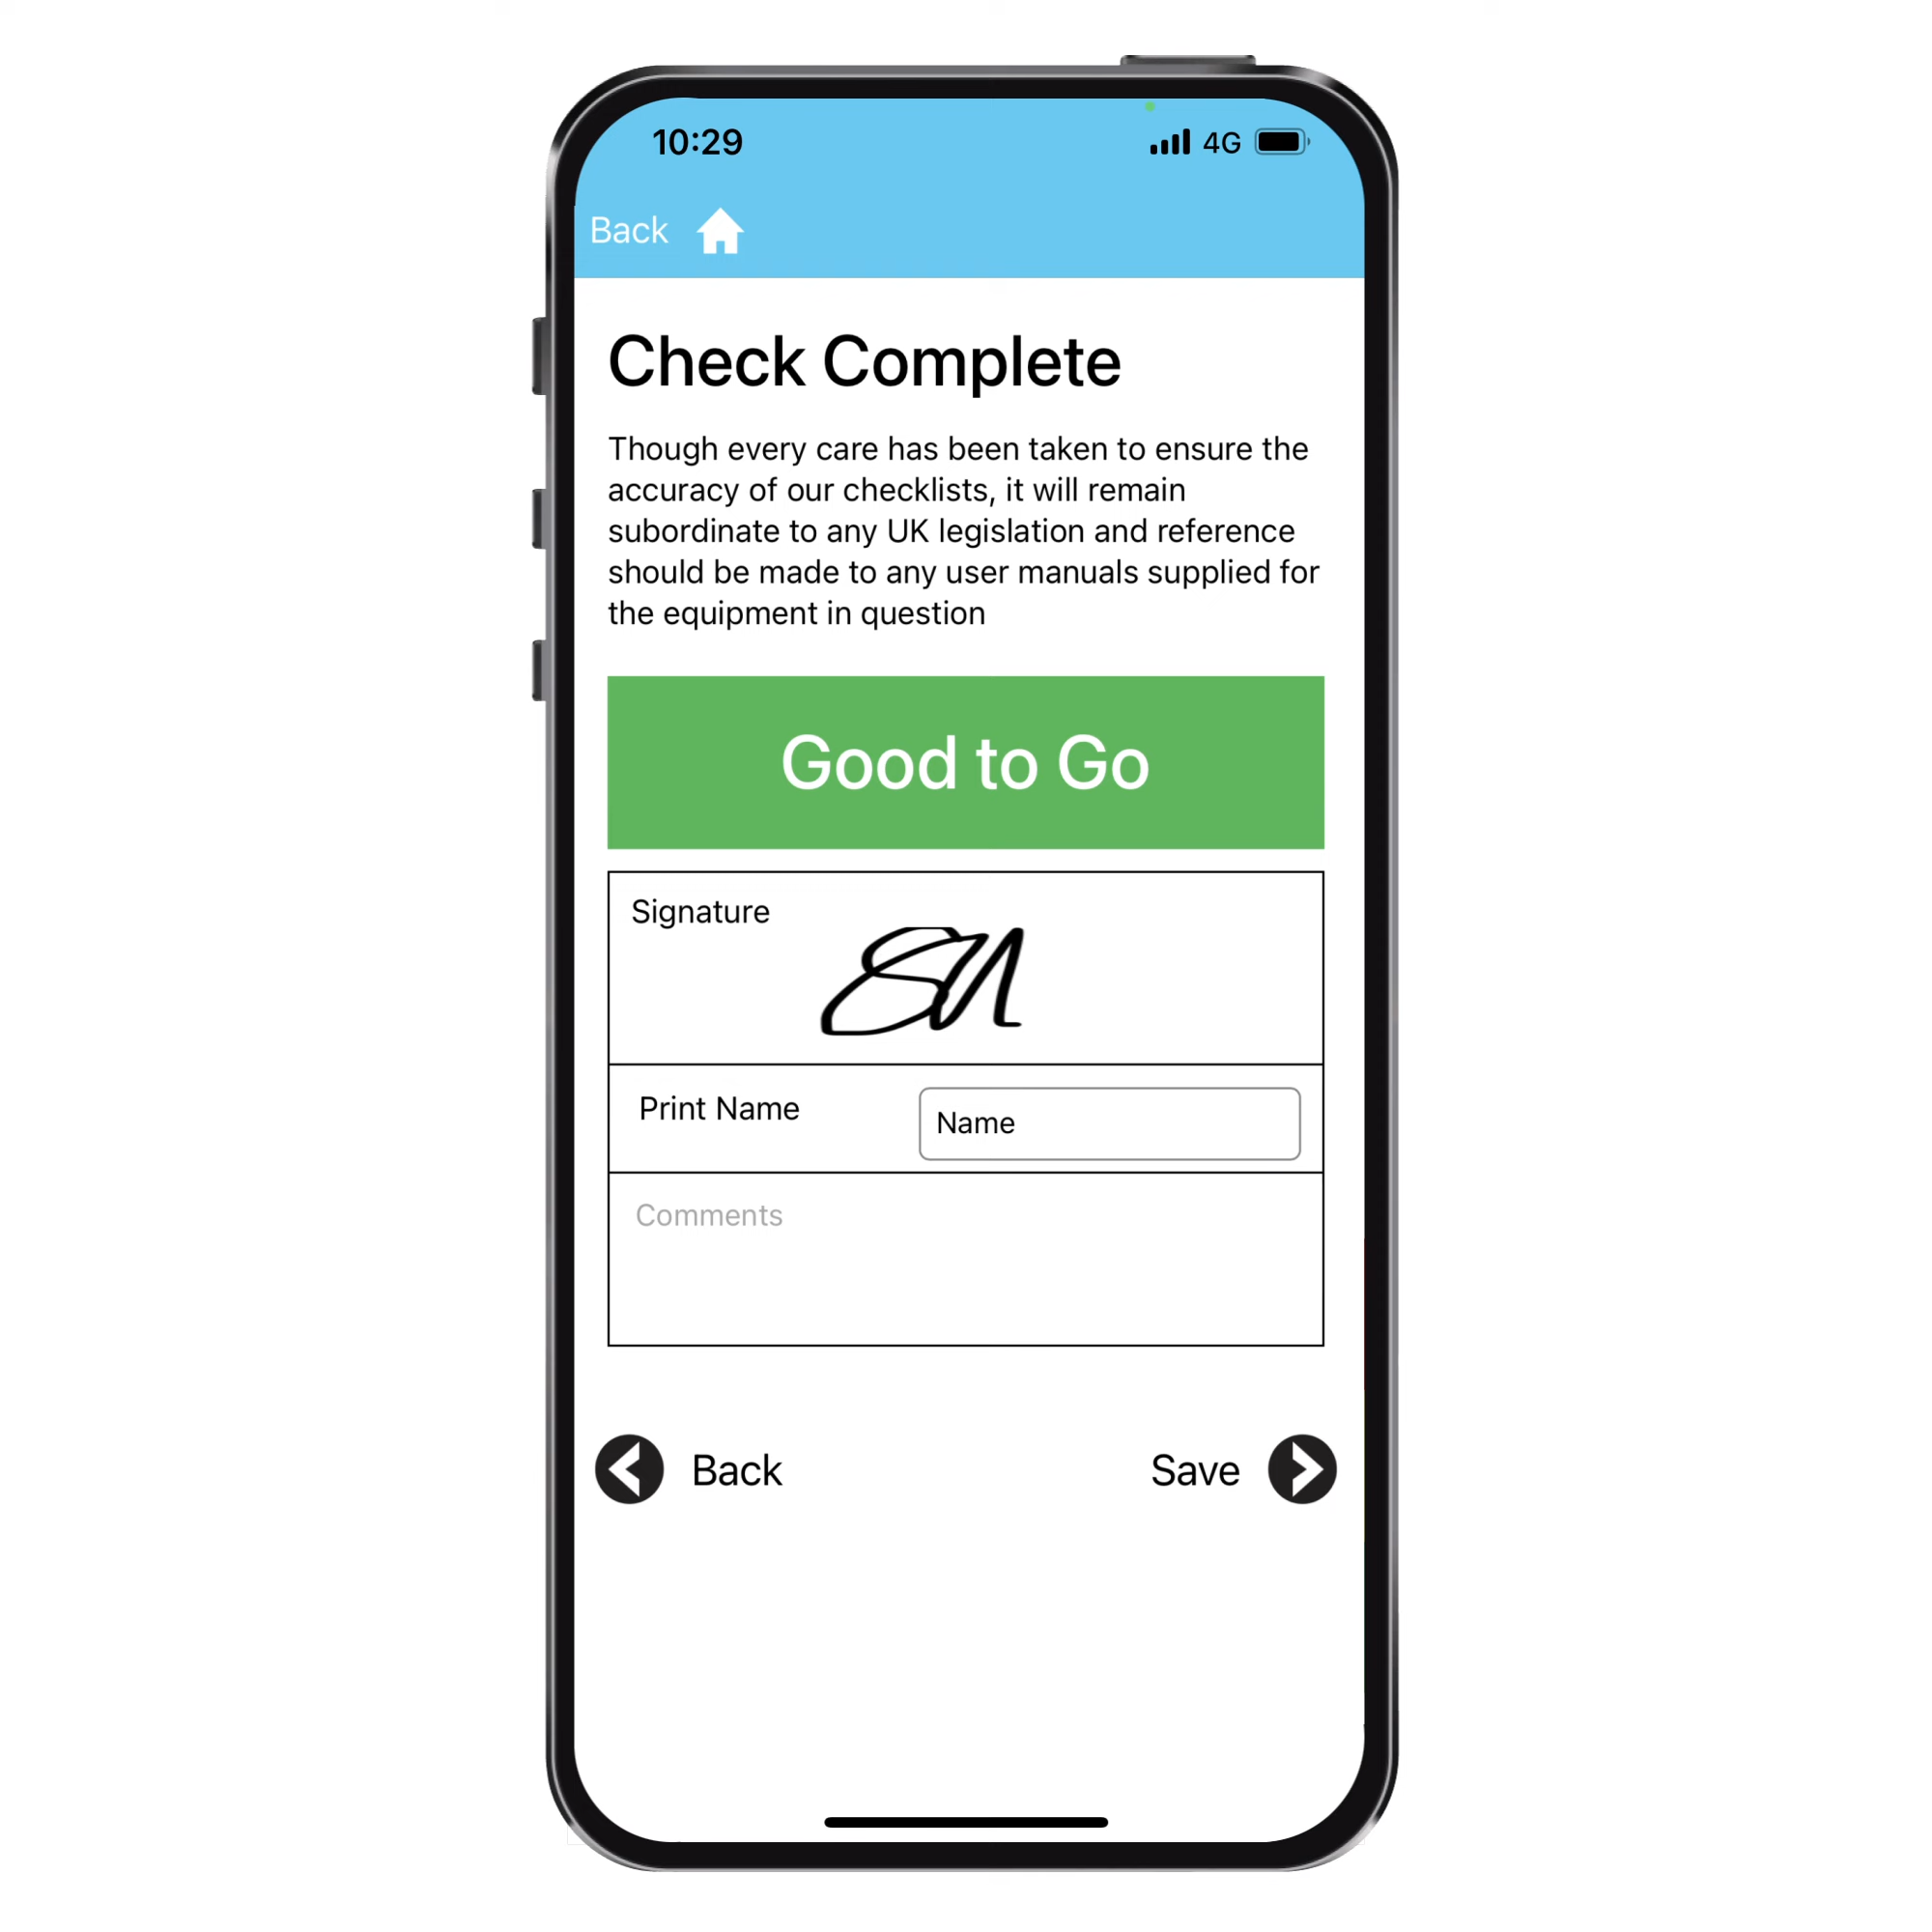 10:29 4G
Back
Check Complete
Though every care has been taken to ensure the
accuracy of our checklists, it will remain
subordinate to any UK legislation and reference
should be made to any user manuals supplied for
the equipment in question
Good to Go
Signature
Print Name Name
Comments
Back Save